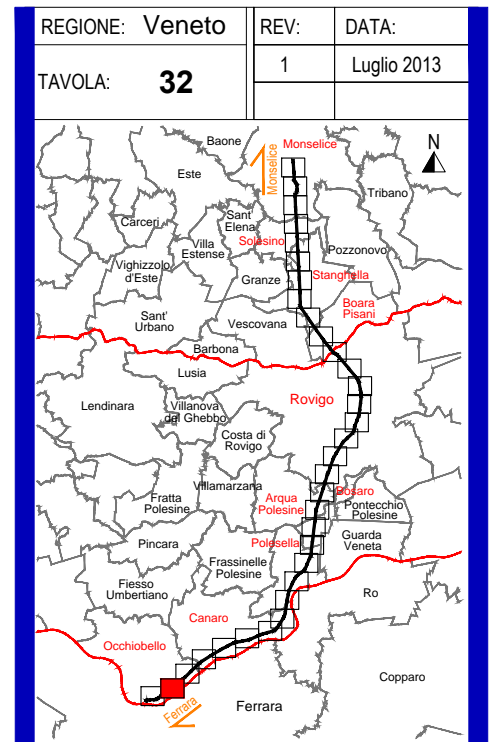 REGIONE: Veneto
REV:
DATA:
TAVOLA: 32
1
Luglio 2013
Baone
Monselice
N
Este
Monselice
Tribano
Carceri
Sant'
Elena
Solesino
Villa
Estense
Pozzonovo
Vighizzolo
d'Este
Granze
Stanghella
Boara
Pisani
Sant'
Urbano
Vescovana
Barbona
Lusia
Rovigo
Lendinara
Villanova
del Ghebbo
Costa di
Rovigo
Villamarzana
Bosaro
Fratta
Polesine
Arqua
Polesine
Pontecchio
Polesine
Pincara
Polesella
Guarda
Veneta
Frassinelle
Polesine
Fiesso
Umbertiano
Ro
Canaro
Occhiobello
Copparo
Ferrara
Ferrara